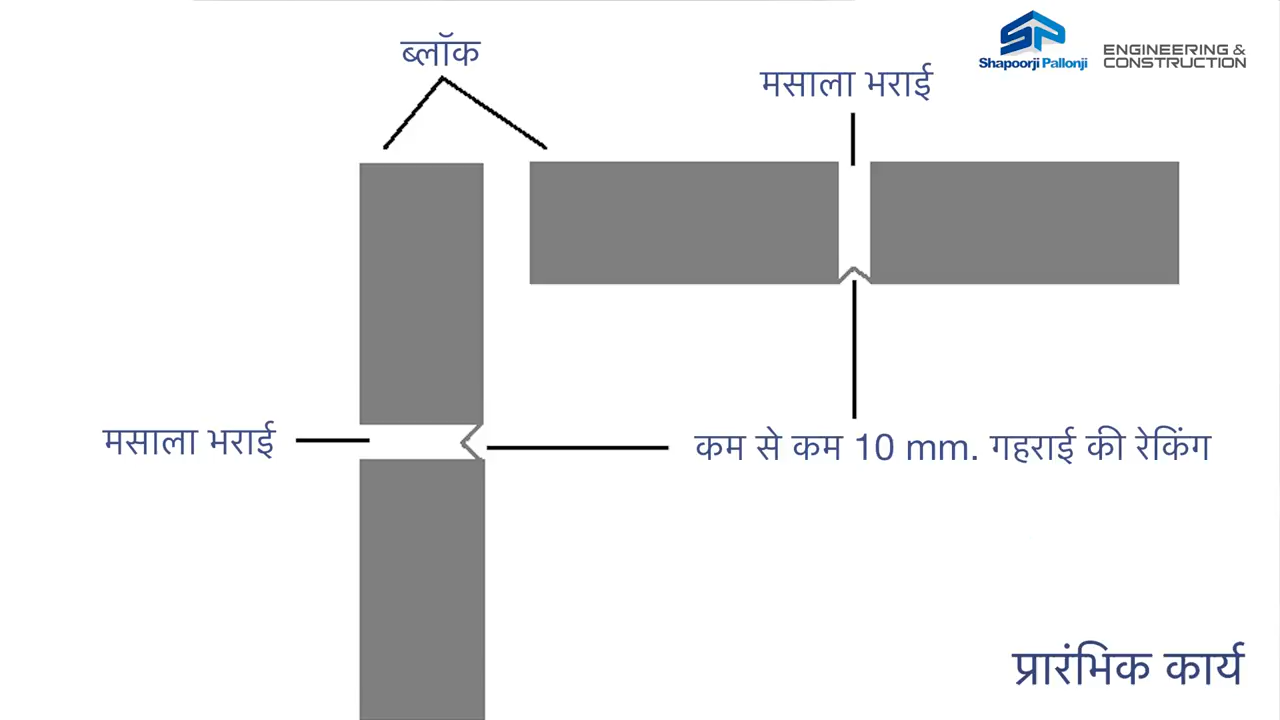 ब्लॉक
मसाला भराई
Shapoorji Pallonji
ENGINEERING &
CONSTRUCTION
मसाला भराई
कम से कम 10 mm. गहराई की रेकिंग
प्रारंभिक कार्य